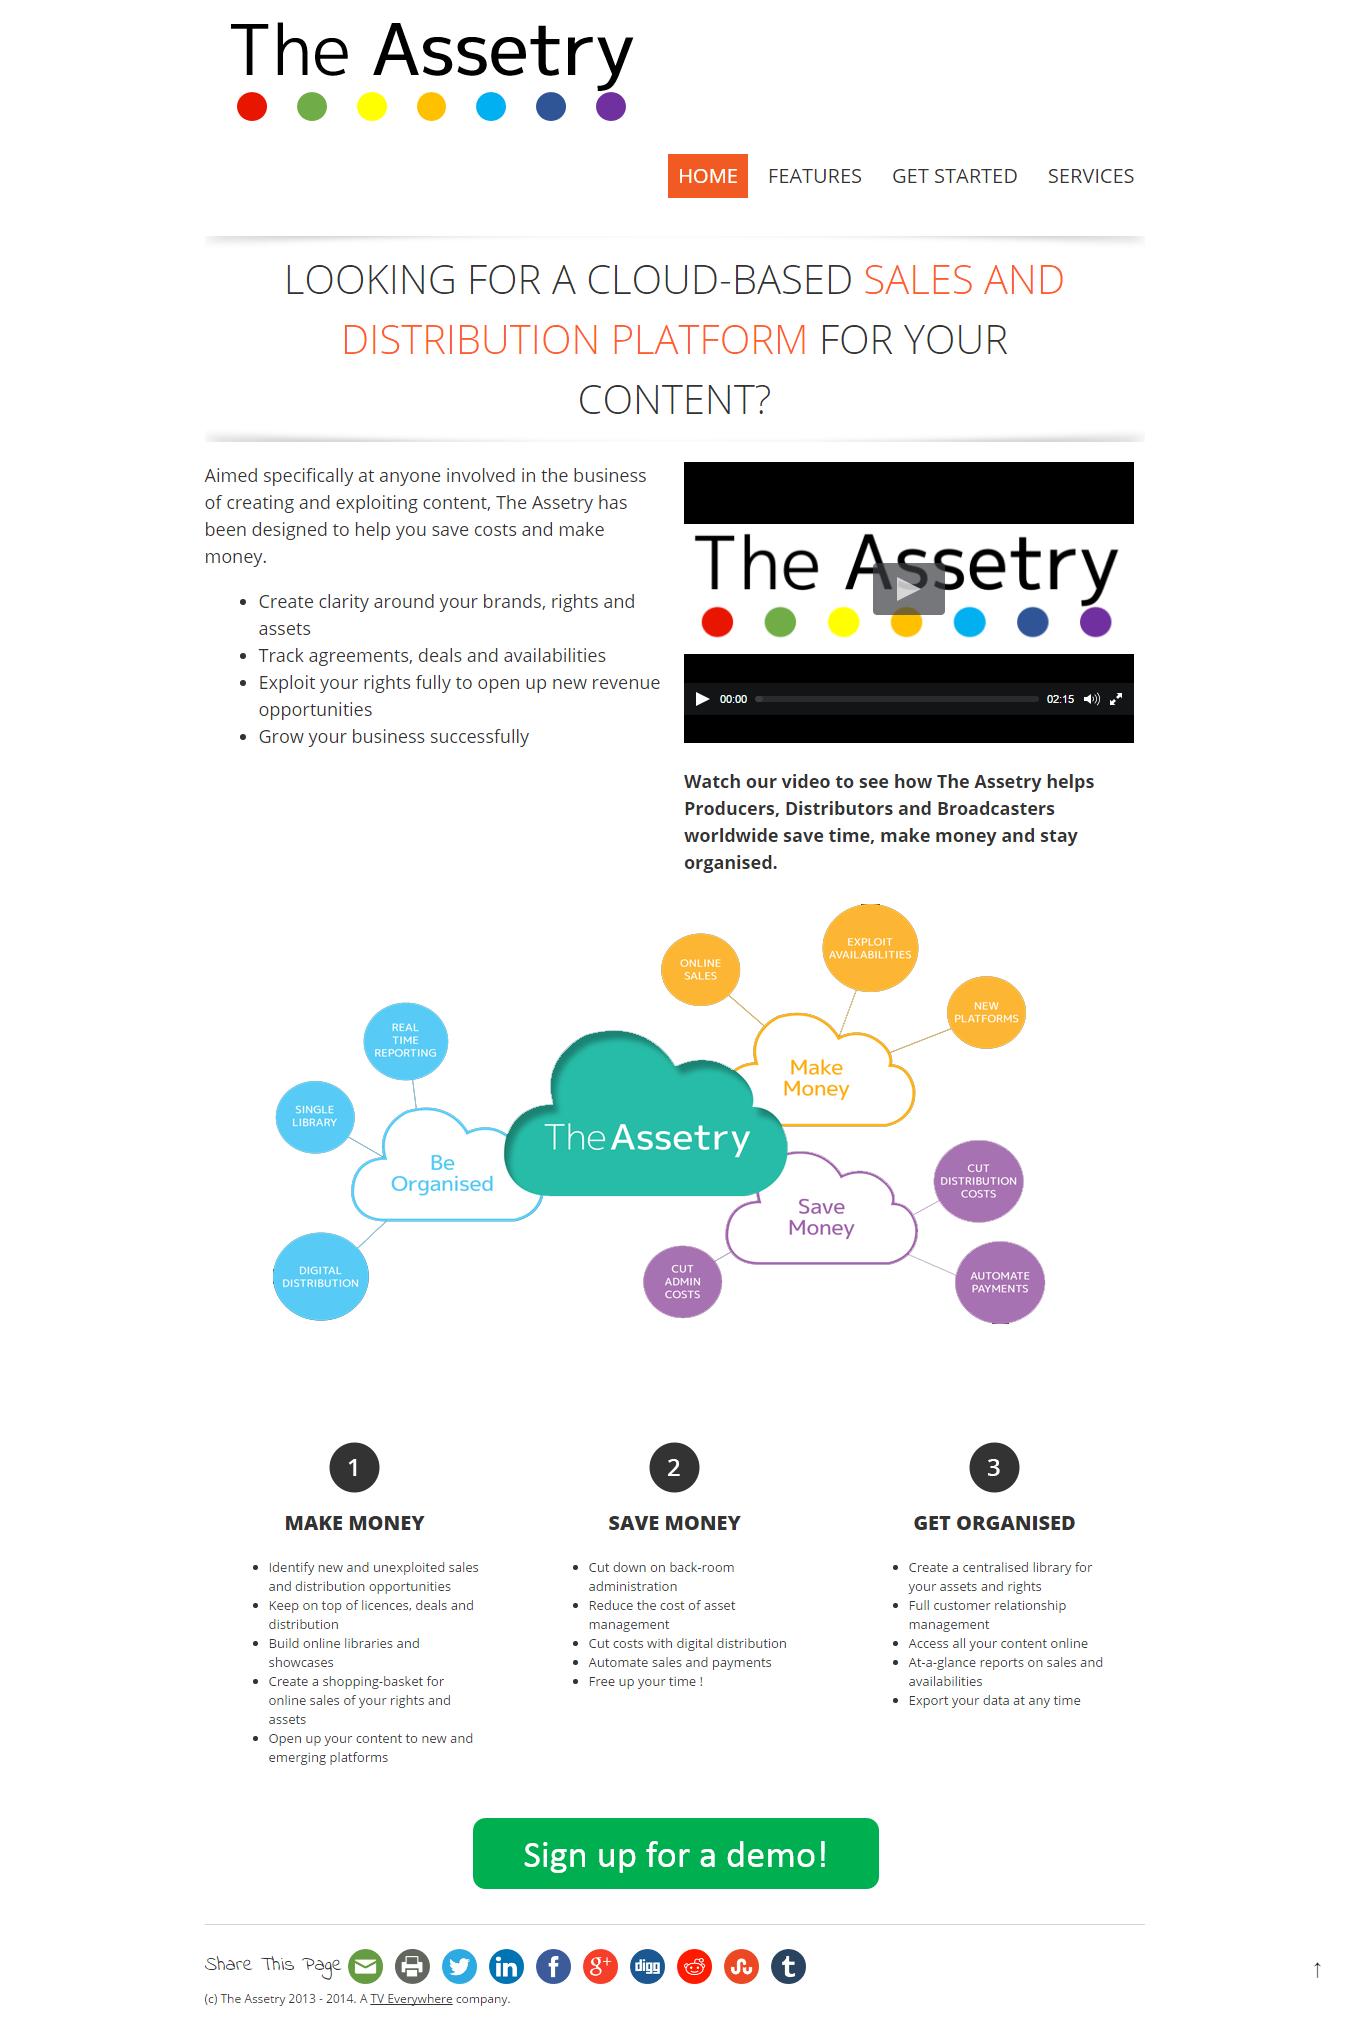 The Assetry
HOME FEATURES GET STARTED SERVICES
LOOKING FOR A CLOUD-BASED SALES AND
DISTRIBUTION PLATFORM FOR YOUR
CONTENT?
Aimed specifically at anyone involved in the business
of creating and exploiting content, The Assetry has
been designed to help you save costs and make
money.
Create clarity around your brands, rights and
assets
Track agreements, deals and availabilities
Exploit your rights fully to open up new revenue
opportunities
Grow your business successfully
The Assetry
00:00 02:15
Watch our video to see how The Assetry helps
Producers, Distributors and Broadcasters
worldwide save time, make money and stay
organised.
REAL
TIME
REPORTING
SINGLE
LIBRARY
Be
Organised
DIGITAL
DISTRIBUTION
The Assetry
ONLINE
SALES
EXPLOIT
AVAILABILITIES
NEW
PLATFORMS
Make
Money
Save
Money
CUT
DISTRIBUTION
COSTS
CUT
ADMIN
COSTS
AUTOMATE
PAYMENTS
1
MAKE MONEY
Identify new and unexploited sales
and distribution opportunities
Keep on top of licences, deals and
distribution
Build online libraries and
showcases
Create a shopping-basket for
online sales of your rights and
assets
Open up your content to new and
emerging platforms
2
SAVE MONEY
Cut down on back-room
administration
Reduce the cost of asset
management
Cut costs with digital distribution
Automate sales and payments
Free up your time !
3
GET ORGANISED
Create a centralised library for
your assets and rights
Full customer relationship
management
Access all your content online
At-a-glance reports on sales and
availabilities
Export your data at any time
Sign up for a demo!
Share This Page in f g+ digg t
↑
(c) The Assetry 2013 - 2014. A TV Everywhere company.